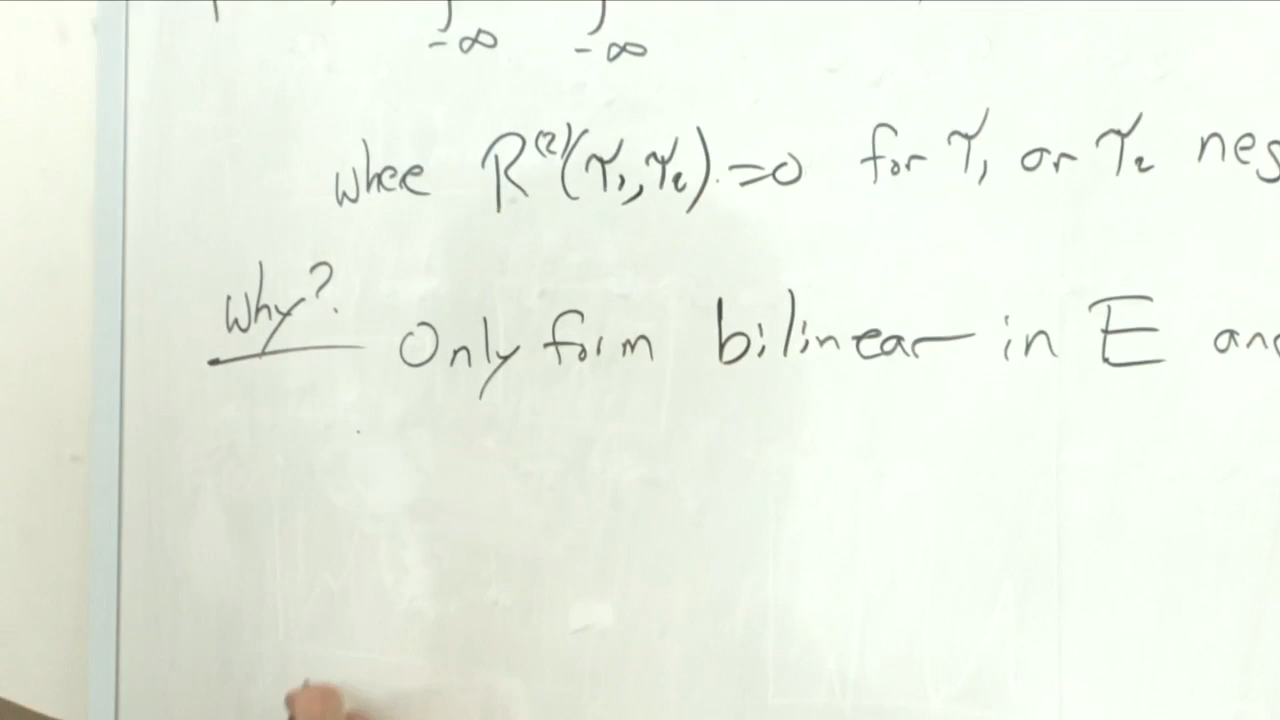 -∞ -∞
whee R⁽²⁾(τ₁,τ₂)=0 for τ₁ or τ₂ neg
Why? Only form bilinear in E and